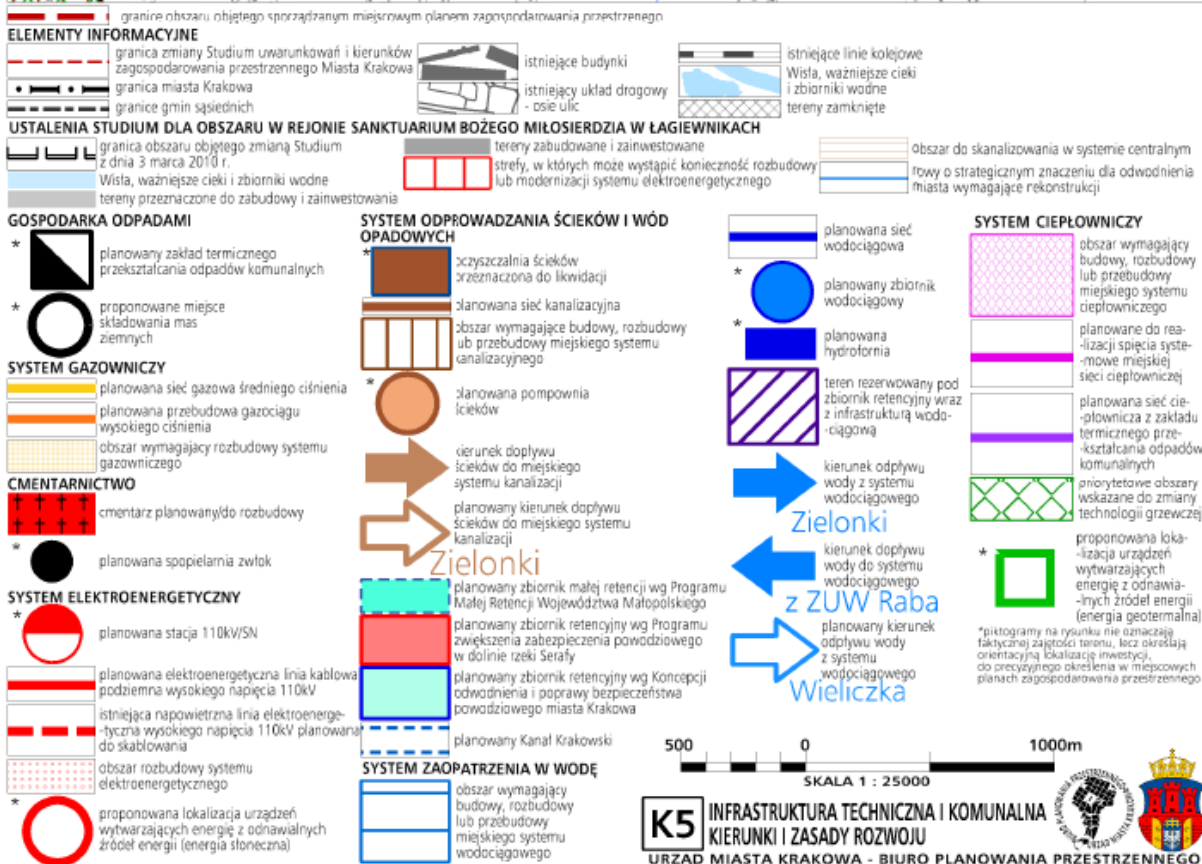 granice obszaru objętego sporządzanym miejscowym planem zagospodarowania przestrzenego
ELEMENTY INFORMACYJNE
granica zmiany Studium uwarunkowań i kierunków
zagospodarowania przestrzennego Miasta Krakowa
granica miasta Krakowa
granice gmin sąsiednich
istniejące budynki
istniejący układ drogowy
- osie ulic
istniejące linie kolejowe
Wisła, ważniejsze cieki
i zbiorniki wodne
tereny zamknięte
USTALENIA STUDIUM DLA OBSZARU W REJONIE SANKTUARIUM BOŻEGO MIŁOSIERDZIA W ŁAGIEWNIKACH
granica obszaru objętego zmianą Studium
z dnia 3 marca 2010 r.
Wisła, ważniejsze cieki i zbiorniki wodne
tereny przeznaczone do zabudowy i zainwestowania
tereny zabudowane i zainwestowane
strefy, w których może wystąpić konieczność rozbudowy
lub modernizacji systemu elektroenergetycznego
obszar do skanalizowania w systemie centralnym
rowy o strategicznym znaczeniu dla odwodnienia
miasta wymagające rekonstrukcji
GOSPODARKA ODPADAMI
*
planowany zakład termicznego
przekształcania odpadów komunalnych
*
proponowane miejsce
składowania mas
ziemnych
SYSTEM GAZOWNICZY
planowana sieć gazowa średniego ciśnienia
planowana przebudowa gazociągu
wysokiego ciśnienia
obszar wymagający rozbudowy systemu
gazowniczego
CMENTARNICTWO
cmentarz planowany/do rozbudowy
*
planowana spopielarnia zwłok
SYSTEM ELEKTROENERGETYCZNY
*
planowana stacja 110kV/SN
planowana elektroenergetyczna linia kablowa
podziemna wysokiego napięcia 110kV
istniejąca napowietrzna linia elektroenerge-
-tyczna wysokiego napięcia 110kV planowana
do skablowania
obszar rozbudowy systemu
elektroenergetycznego
*
proponowana lokalizacja urządzeń
wytwarzających energię z odnawialnych
źródeł energii (energia słoneczna)
SYSTEM ODPROWADZANIA ŚCIEKÓW I WÓD
OPADOWYCH
*
oczyszczalnia ścieków
przeznaczona do likwidacji
planowana sieć kanalizacyjna
obszar wymagające budowy, rozbudowy
lub przebudowy miejskiego systemu
kanalizacyjnego
*
planowana pompownia
ścieków
kierunek dopływu
ścieków do miejskiego
systemu kanalizacji
planowany kierunek dopływu
ścieków do miejskiego systemu
kanalizacji
Zielonki
planowany zbiornik małej retencji wg Programu
Małej Retencji Województwa Małopolskiego
planowany zbiornik retencyjny wg Programu
zwiększenia zabezpieczenia powodziowego
w dolinie rzeki Serafy
planowany zbiornik retencyjny wg Koncepcji
odwodnienia i poprawy bezpieczeństwa
powodziowego miasta Krakowa
planowany Kanał Krakowski
SYSTEM ZAOPATRZENIA W WODĘ
obszar wymagający
budowy, rozbudowy
lub przebudowy
miejskiego systemu
wodociągowego
planowana sieć
wodociągowa
*
planowany zbiornik
wodociągowy
*
planowana
hydrofornia
teren rezerwowany pod
zbiornik retencyjny wraz
z infrastrukturą wodo-
-ciągową
kierunek odpływu
wody z systemu
wodociągowego
Zielonki
kierunek dopływu
wody do systemu
wodociągowego
z ZUW Raba
planowany kierunek
odpływu wody
z systemu
wodociągowego
Wieliczka
SYSTEM CIEPŁOWNICZY
obszar wymagający
budowy, rozbudowy
lub przebudowy
miejskiego systemu
ciepłowniczego
planowane do rea-
-lizacji spięcia syste-
-mowe miejskiej
sieci ciepłowniczej
planowana sieć cie-
-płownicza z zakładu
termicznego prze-
-kształcania odpadów
komunalnych
priorytetowe obszary
wskazane do zmiany
technologii grzewczej
*
proponowana loka-
-lizacja urządzeń
wytwarzających
energię z odnawia-
-lnych źródeł energii
(energia geotermalna)
*piktogramy na rysunku nie oznaczają
faktycznej zajętości terenu, lecz określają
orientacyjną lokalizację inwestycji,
do precyzyjnego określenia w miejscowych
planach zagospodarowania przestrzennego
500 0 1000m
SKALA 1 : 25000
K5
INFRASTRUKTURA TECHNICZNA I KOMUNALNA
KIERUNKI I ZASADY ROZWOJU
URZĄD MIASTA KRAKOWA - BIURO PLANOWANIA PRZESTRZENNEGO